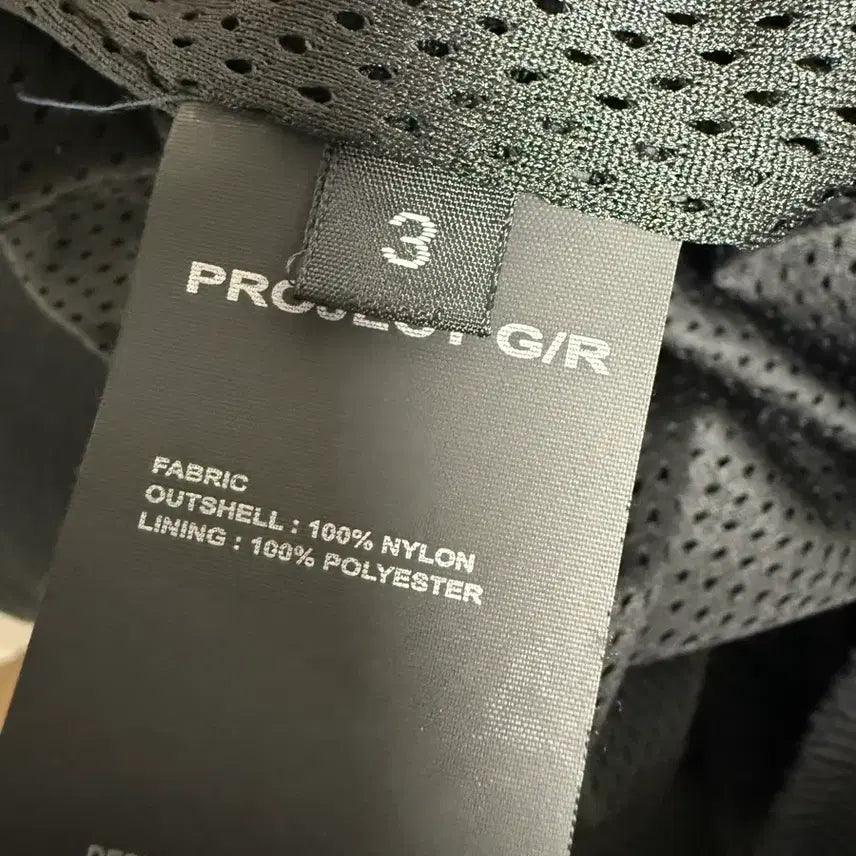 3
PROJECT G/R
FABRIC
OUTSHELL : 100% NYLON
LINING : 100% POLYESTER